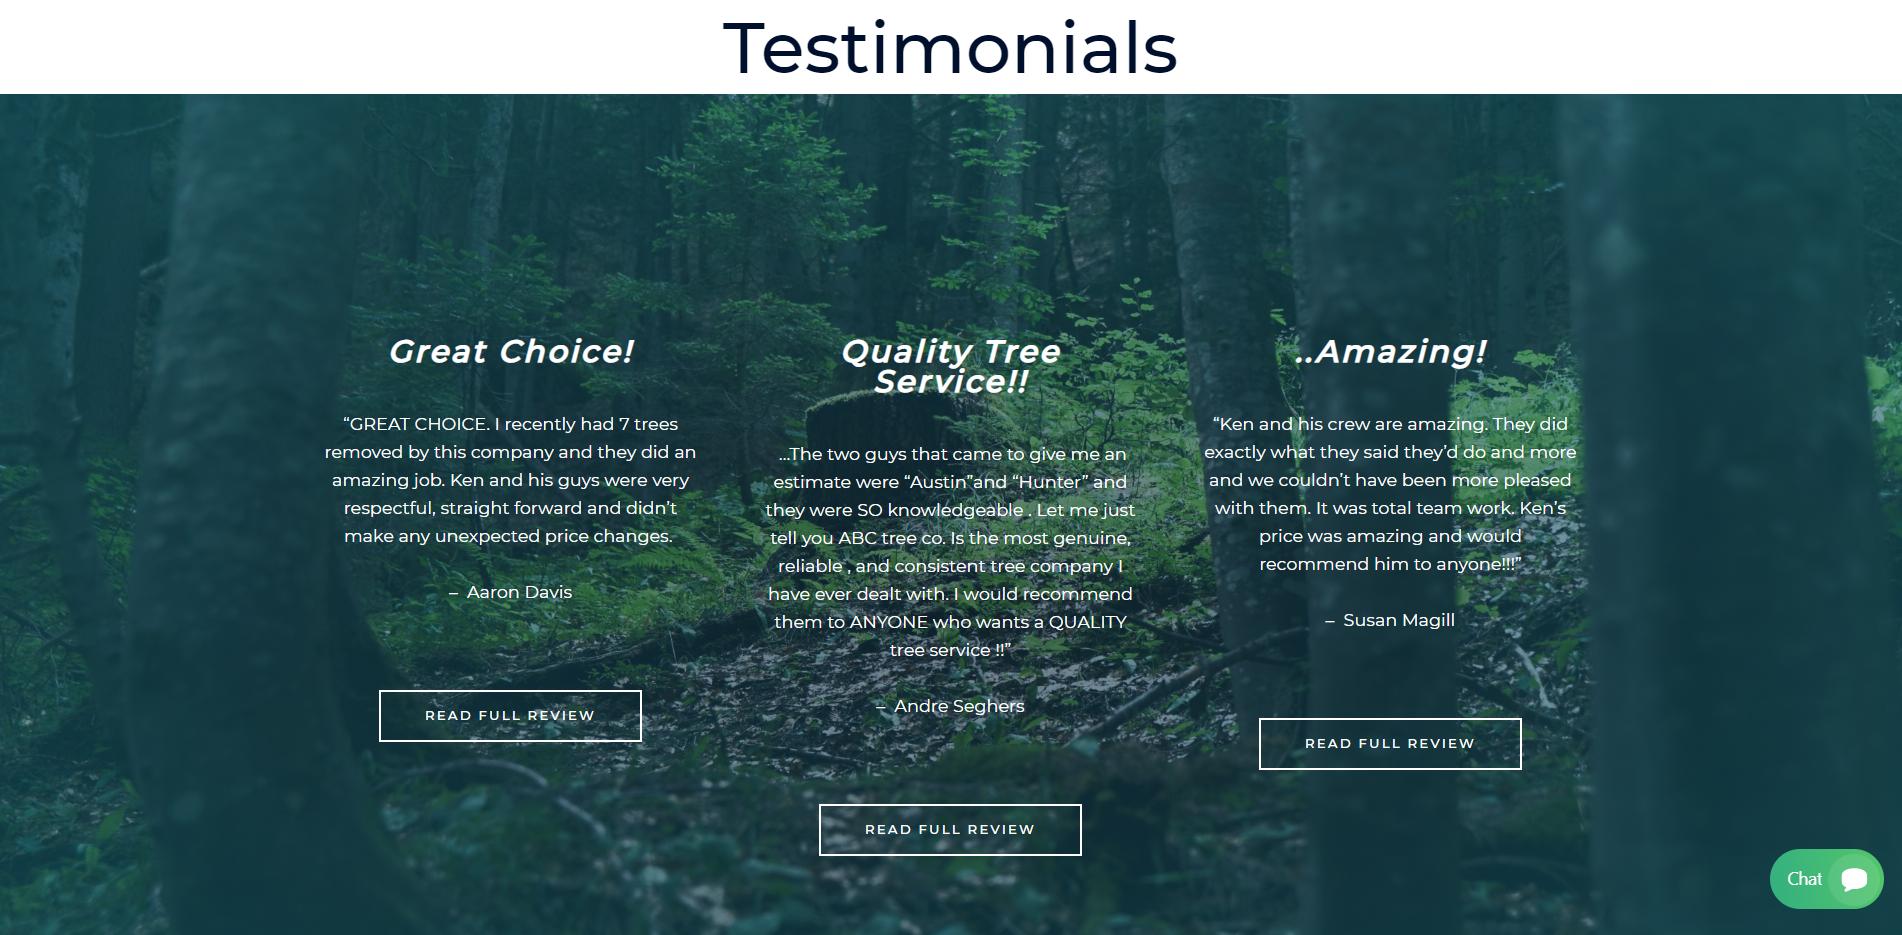 Testimonials
Great Choice!
“GREAT CHOICE. I recently had 7 trees
removed by this company and they did an
amazing job. Ken and his guys were very
respectful, straight forward and didn’t
make any unexpected price changes.
– Aaron Davis
READ FULL REVIEW
Quality Tree
Service!!
...The two guys that came to give me an
estimate were “Austin”and “Hunter” and
they were SO knowledgeable . Let me just
tell you ABC tree co. Is the most genuine,
reliable , and consistent tree company I
have ever dealt with. I would recommend
them to ANYONE who wants a QUALITY
tree service !!”
– Andre Seghers
READ FULL REVIEW
..Amazing!
“Ken and his crew are amazing. They did
exactly what they said they’d do and more
and we couldn’t have been more pleased
with them. It was total team work. Ken’s
price was amazing and would
recommend him to anyone!!!”
– Susan Magill
READ FULL REVIEW
Chat